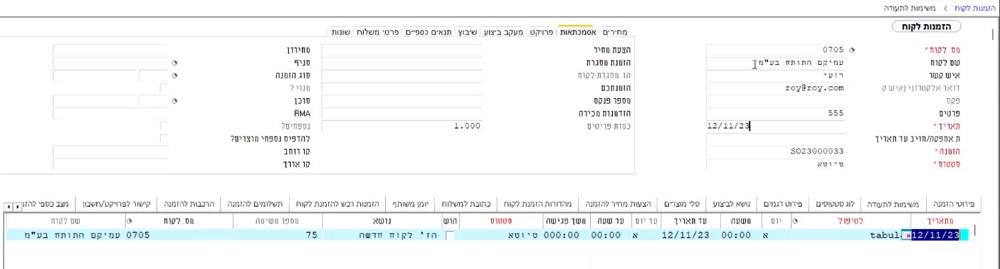 הזמנות לקוח > משימות לתעודה
הזמנות לקוח
מחירים אסמכתאות פרויקט מעקב ביצוע שיבוץ תנאים כספיים פרטי משלוח שונות
מס. לקוח * 0705 הצעת מחיר מחירון
שם לקוח עמיקם התותח בע"מ הזמנת מסגרת סניף
איש קשר רועי הז. מסגרת-לקוח סוג הזמנה
דואר אלקטרוני (איש ק roy@roy.com הזמנתכם מנוי ?
פקס מספר פנקס סוכן
פרטים 555 הזדמנות מכירה RMA
תאריך * 12/11/23 כמות פריטים 1.000 נספחים?
ת.אספקה/חויב עד תאריך להדפיס נספחי מוצרים?
הזמנה * SO23000033 קו רוחב
סטטוס * טיוטא קו אורך
פירוטי הזמנה משימות לתעודה לוג סטטוסים פירוט דגמים נושא לביצוע סלי מוצרים הצעות מחיר להזמנה מהדורות הזמנת לקוח כתובת למשלוח יומן משותף הזמנות רכש להזמנת לקוח תשלומים להזמנה הרכבות להזמנה קישור לפרויקט/חשבון מצב כספי להזמ
מתאריך לטיפול יום משעה עד תאריך עד יום עד שעה משך פגישה סטטוס חוש נושא מספר משימה מס. לקוח שם לקוח
12/11/23 tabula א 00:00 12/11/23 א 00:00 000:00 טיוטא הז' לקוח חדשה 75 0705 עמיקם התותח בע"מ